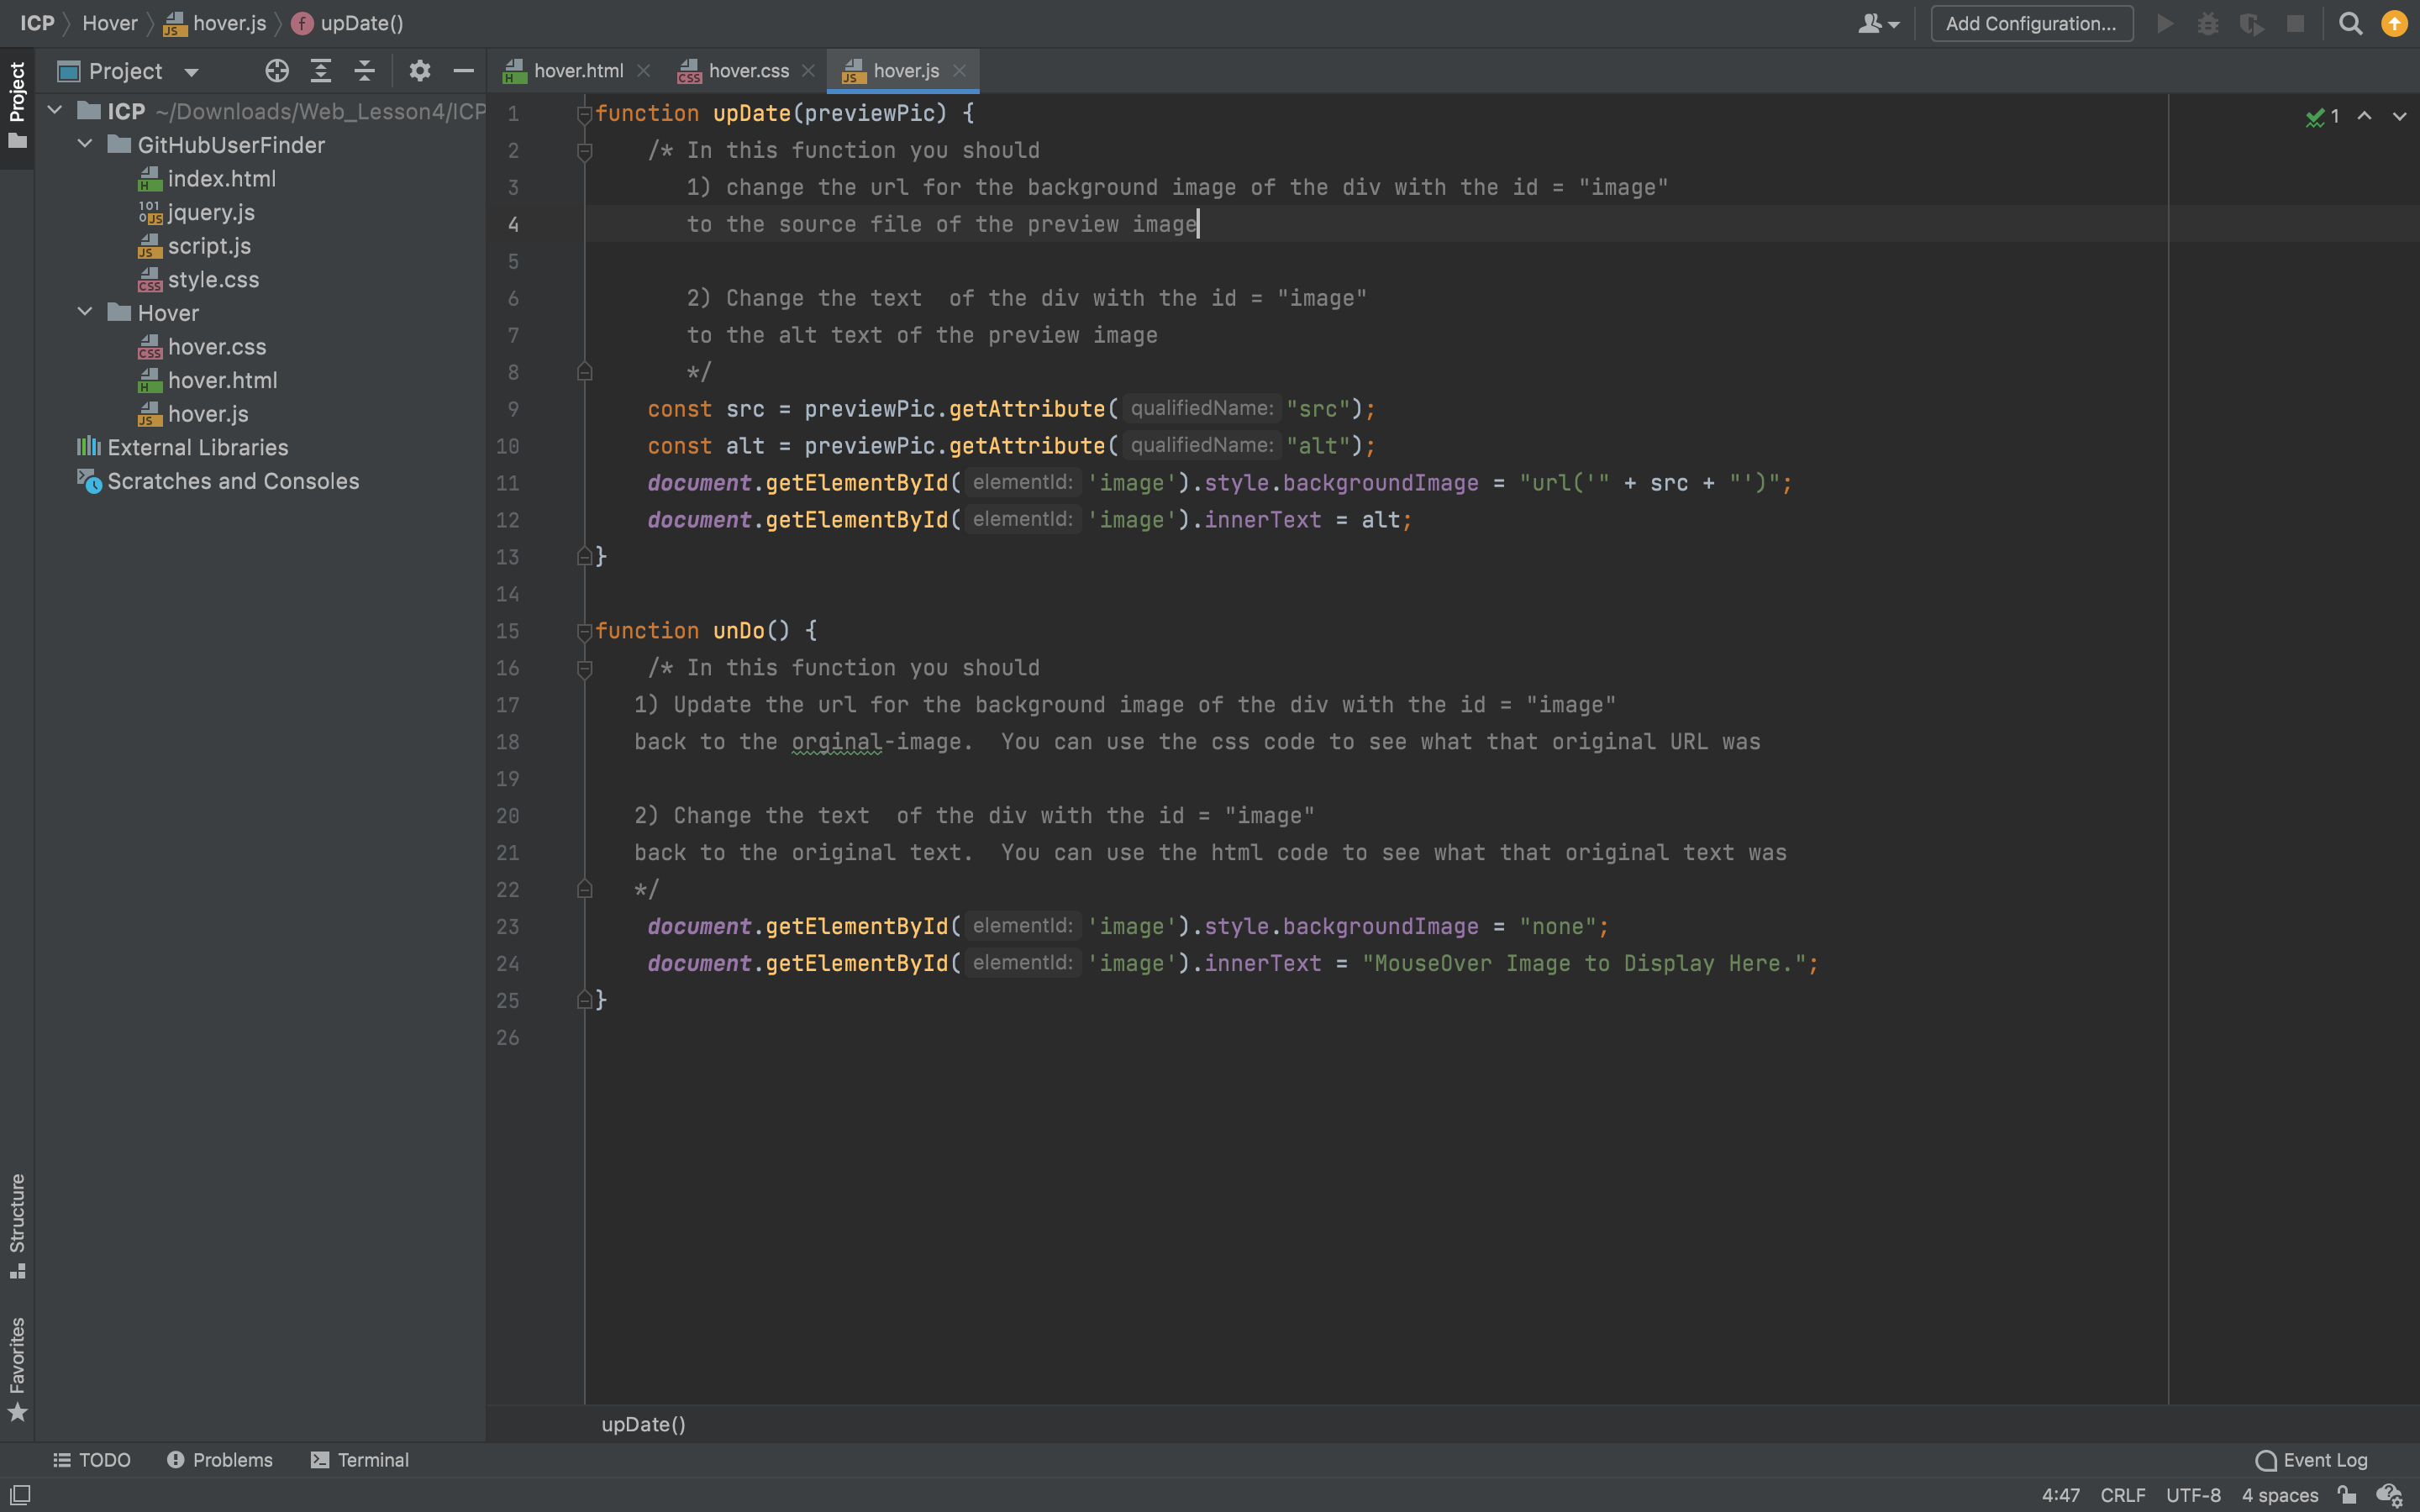 ICP Hover hover.js f upDate() Add Configuration...
Project hover.html hover.css hover.js
Project
ICP ~/Downloads/Web_Lesson4/ICP
GitHubUserFinder
index.html
jquery.js
script.js
style.css
Hover
hover.css
hover.html
hover.js
External Libraries
Scratches and Consoles
Structure
Favorites
1
1 function upDate(previewPic) {
2 /* In this function you should
3 1) change the url for the background image of the div with the id = "image"
4 to the source file of the preview image
5
6 2) Change the text  of the div with the id = "image"
7 to the alt text of the preview image
8 */
9 const src = previewPic.getAttribute( qualifiedName: "src");
10 const alt = previewPic.getAttribute( qualifiedName: "alt");
11 document.getElementById( elementId: 'image').style.backgroundImage = "url('" + src + "')";
12 document.getElementById( elementId: 'image').innerText = alt;
13 }
14
15 function unDo() {
16 /* In this function you should
17 1) Update the url for the background image of the div with the id = "image"
18 back to the orginal-image.  You can use the css code to see what that original URL was
19
20 2) Change the text  of the div with the id = "image"
21 back to the original text.  You can use the html code to see what that original text was
22 */
23 document.getElementById( elementId: 'image').style.backgroundImage = "none";
24 document.getElementById( elementId: 'image').innerText = "MouseOver Image to Display Here.";
25 }
26
upDate()
TODO Problems Terminal Event Log
4:47 CRLF UTF-8 4 spaces